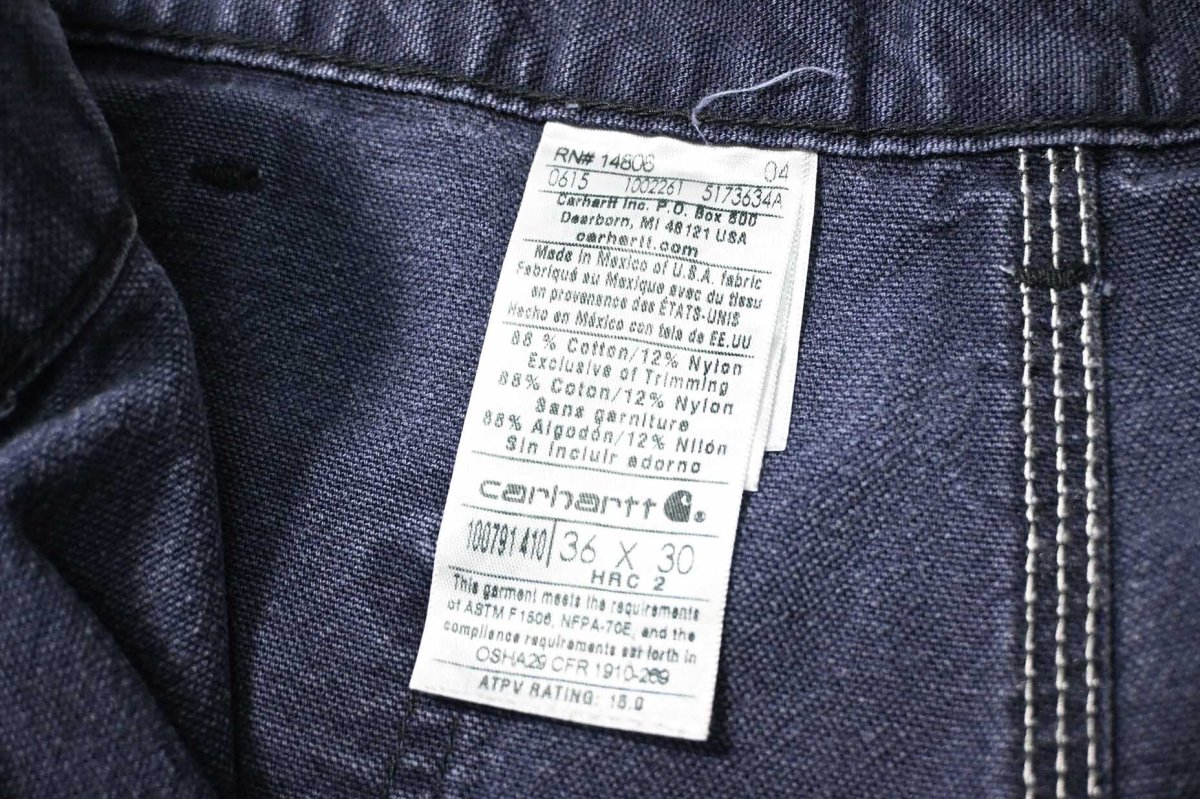 RN# 14806 04
0615 1002261 5173634A
Carhartt Inc. P.O. Box 600
Dearborn, MI 48121 USA
carhartt.com
Made in Mexico of U.S.A. fabric
Fabriqué au Mexique avec du tissu
en provenance des ÉTATS-UNIS
Hecho en México con tela de EE.UU
88 % Cotton/12% Nylon
Exclusive of Trimming
88% Coton/12% Nylon
Sans garniture
88% Algodón/12% Nilón
Sin incluir adorno
carhartt
100791 410 36 X 30
HRC 2
This garment meets the requirements
of ASTM F1506, NFPA-70E, and the
compliance requirements set forth in
OSHA29 CFR 1910-269
ATPV RATING: